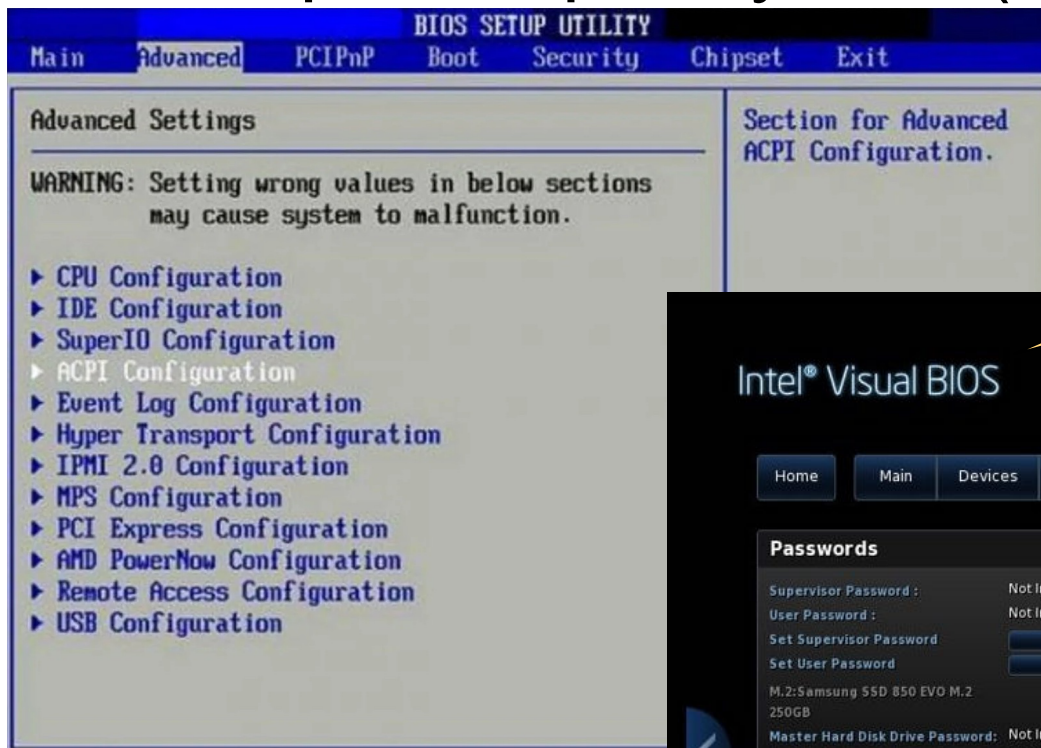 BIOS SETUP UTILITY
Main Advanced PCIPnP Boot Security Chipset Exit
Advanced Settings
WARNING: Setting wrong values in below sections
may cause system to malfunction.
▶ CPU Configuration
▶ IDE Configuration
▶ SuperIO Configuration
▶ ACPI Configuration
▶ Event Log Configuration
▶ Hyper Transport Configuration
▶ IPMI 2.0 Configuration
▶ MPS Configuration
▶ PCI Express Configuration
▶ AMD PowerNow Configuration
▶ Remote Access Configuration
▶ USB Configuration
Section for Advanced
ACPI Configuration.
Intel® Visual BIOS
Home Main Devices
Passwords
Supervisor Password : Not
User Password : Not
Set Supervisor Password
Set User Password
M.2:Samsung SSD 850 EVO M.2
250GB
Master Hard Disk Drive Password: Not